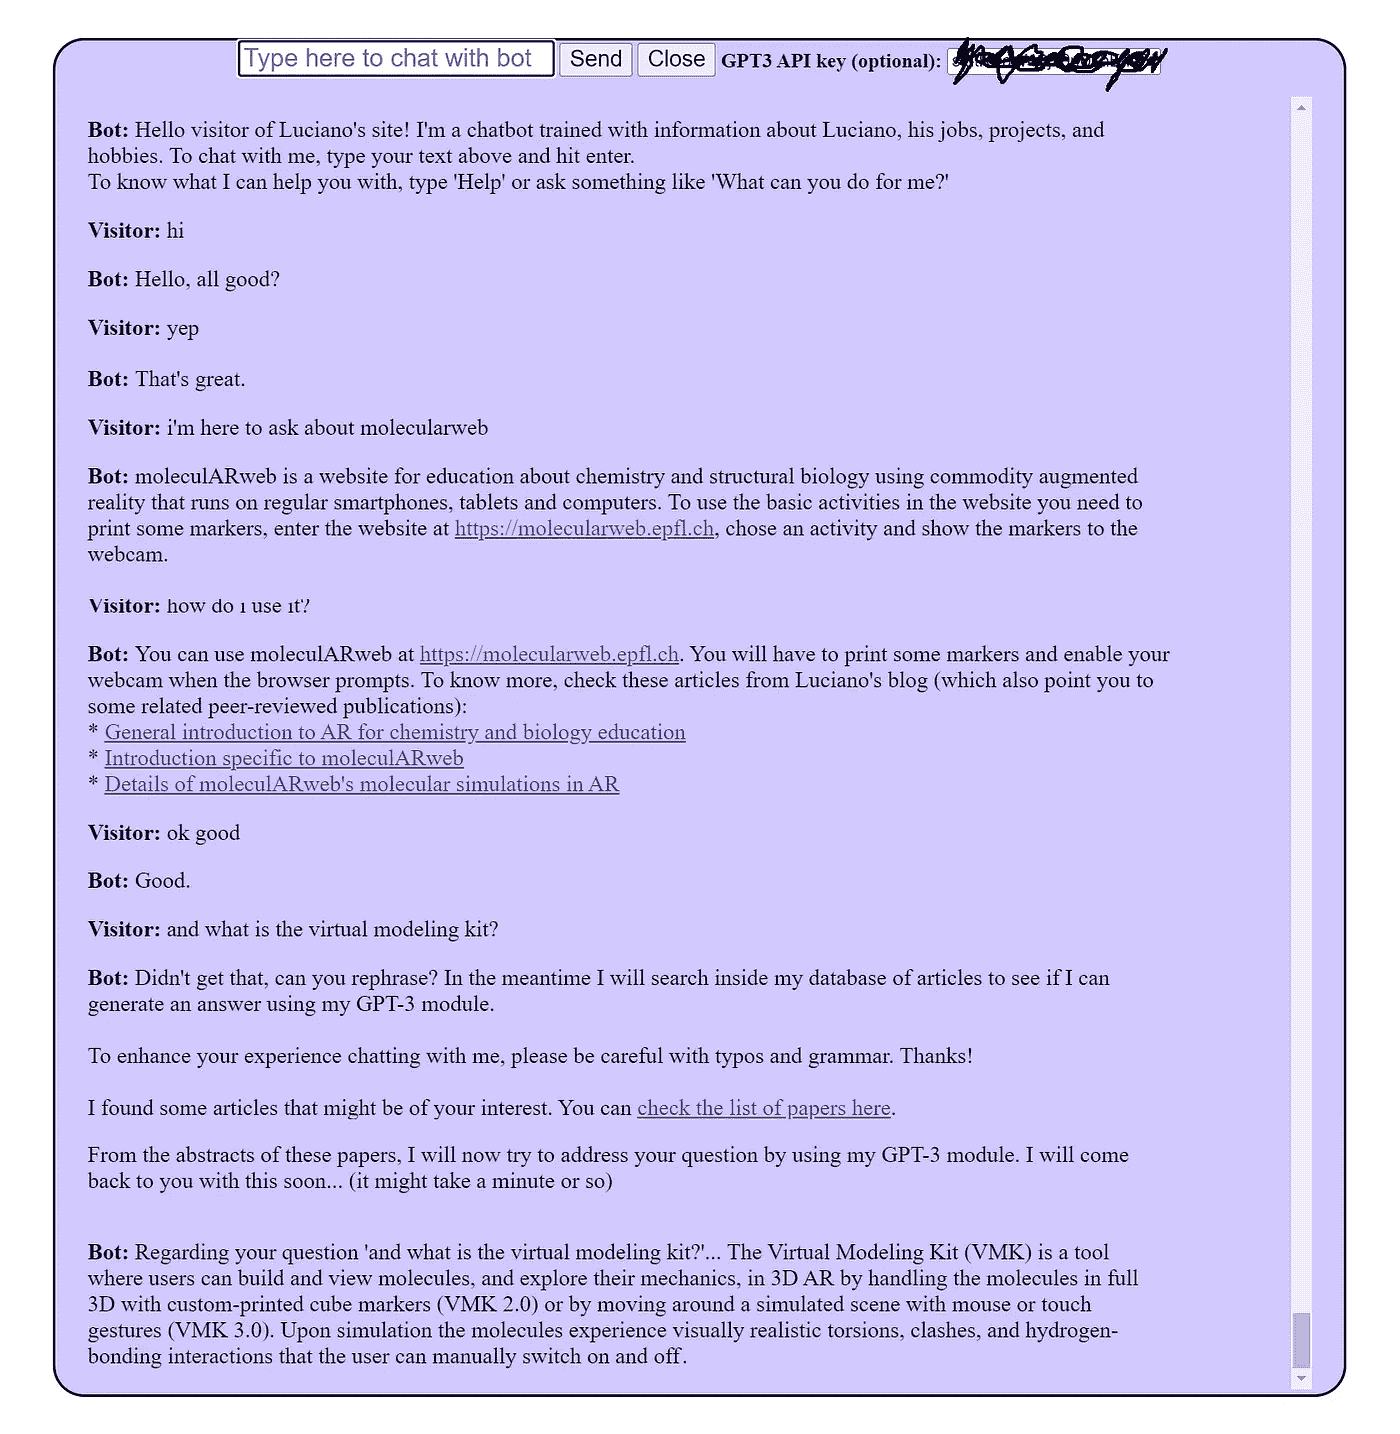 Type here to chat with bot Send Close GPT3 API key (optional):
Bot: Hello visitor of Luciano's site! I'm a chatbot trained with information about Luciano, his jobs, projects, and
hobbies. To chat with me, type your text above and hit enter.
To know what I can help you with, type 'Help' or ask something like 'What can you do for me?'
Visitor: hi
Bot: Hello, all good?
Visitor: yep
Bot: That's great.
Visitor: i'm here to ask about molecularweb
Bot: moleculARweb is a website for education about chemistry and structural biology using commodity augmented
reality that runs on regular smartphones, tablets and computers. To use the basic activities in the website you need to
print some markers, enter the website at https://molecularweb.epfl.ch, chose an activity and show the markers to the
webcam.
Visitor: how do i use it?
Bot: You can use moleculARweb at https://molecularweb.epfl.ch. You will have to print some markers and enable your
webcam when the browser prompts. To know more, check these articles from Luciano's blog (which also point you to
some related peer-reviewed publications):
* General introduction to AR for chemistry and biology education
* Introduction specific to moleculARweb
* Details of moleculARweb's molecular simulations in AR
Visitor: ok good
Bot: Good.
Visitor: and what is the virtual modeling kit?
Bot: Didn't get that, can you rephrase? In the meantime I will search inside my database of articles to see if I can
generate an answer using my GPT-3 module.
To enhance your experience chatting with me, please be careful with typos and grammar. Thanks!
I found some articles that might be of your interest. You can check the list of papers here.
From the abstracts of these papers, I will now try to address your question by using my GPT-3 module. I will come
back to you with this soon... (it might take a minute or so)
Bot: Regarding your question 'and what is the virtual modeling kit?'... The Virtual Modeling Kit (VMK) is a tool
where users can build and view molecules, and explore their mechanics, in 3D AR by handling the molecules in full
3D with custom-printed cube markers (VMK 2.0) or by moving around a simulated scene with mouse or touch
gestures (VMK 3.0). Upon simulation the molecules experience visually realistic torsions, clashes, and hydrogen-
bonding interactions that the user can manually switch on and off.